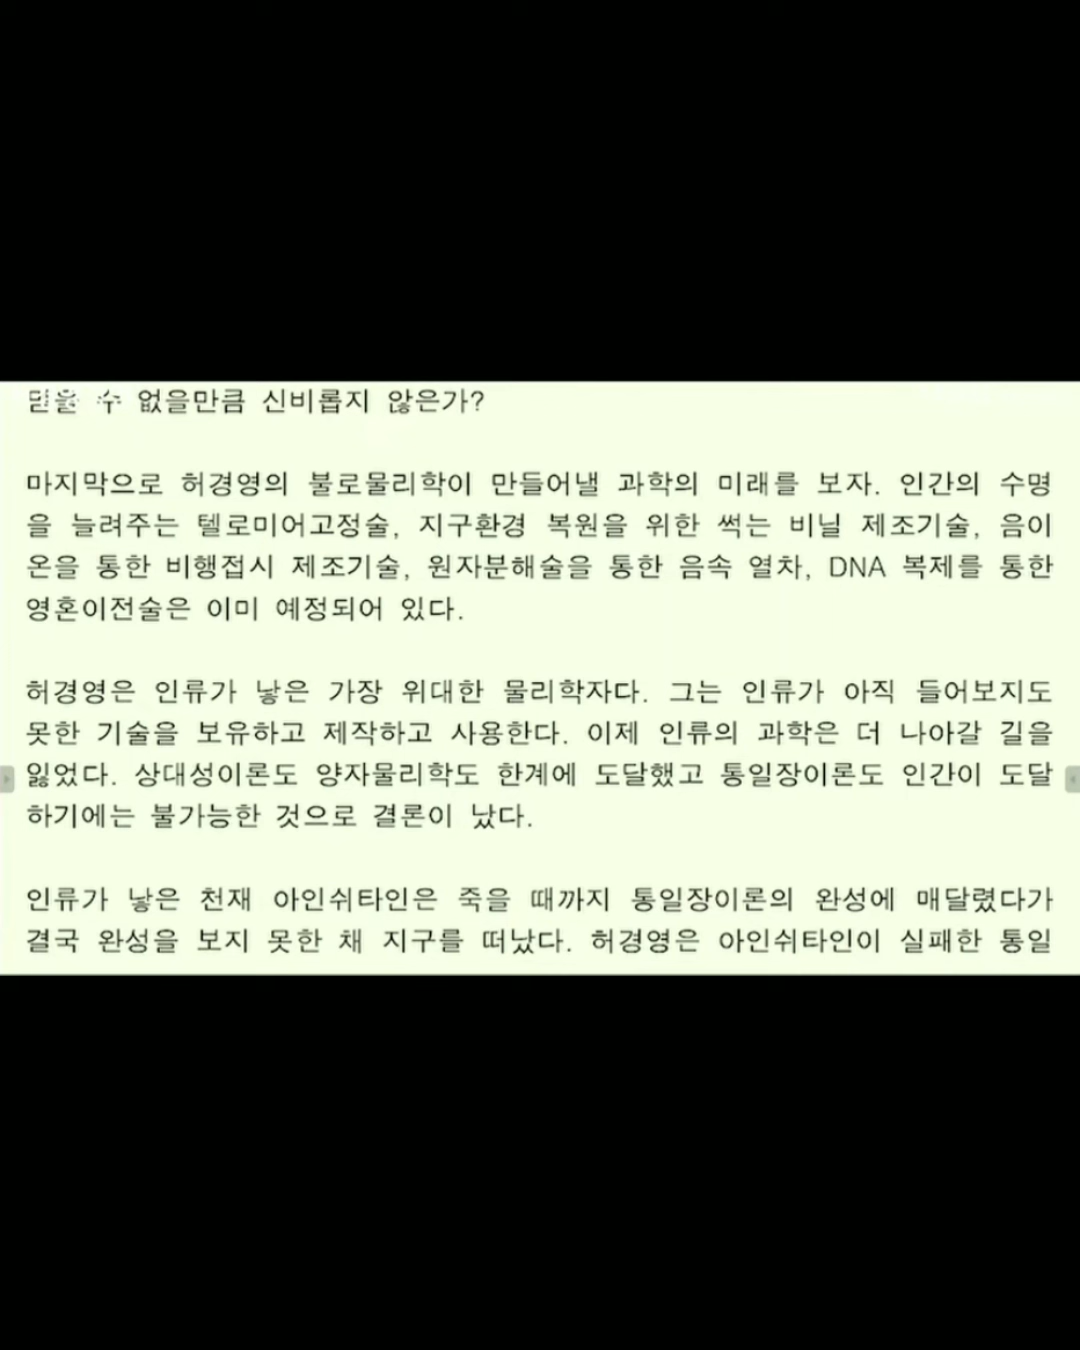 믿을 수 없을만큼 신비롭지 않은가?
마지막으로 허경영의 불로물리학이 만들어낼 과학의 미래를 보자. 인간의 수명
을 늘려주는 텔로미어고정술, 지구환경 복원을 위한 썩는 비닐 제조기술, 음이
온을 통한 비행접시 제조기술, 원자분해술을 통한 음속 열차, DNA 복제를 통한
영혼이전술은 이미 예정되어 있다.
허경영은 인류가 낳은 가장 위대한 물리학자다. 그는 인류가 아직 들어보지도
못한 기술을 보유하고 제작하고 사용한다. 이제 인류의 과학은 더 나아갈 길을
잃었다. 상대성이론도 양자물리학도 한계에 도달했고 통일장이론도 인간이 도달
하기에는 불가능한 것으로 결론이 났다.
인류가 낳은 천재 아인쉬타인은 죽을 때까지 통일장이론의 완성에 매달렸다가
결국 완성을 보지 못한 채 지구를 떠났다. 허경영은 아인쉬타인이 실패한 통일